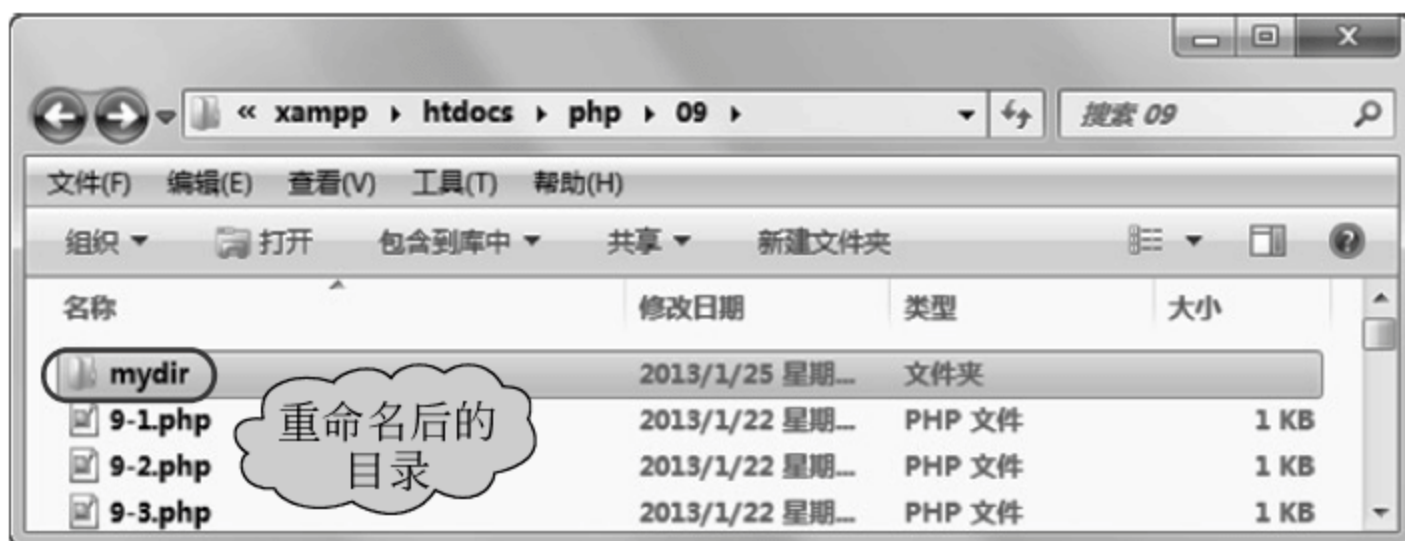 « xampp ▸ htdocs ▸ php ▸ 09 ▸ 搜索 09
文件(F) 编辑(E) 查看(V) 工具(T) 帮助(H)
组织 打开 包含到库中 共享 新建文件夹
名称 修改日期 类型 大小
mydir 2013/1/25 星期... 文件夹
9-1.php 2013/1/22 星期... PHP 文件 1 KB
9-2.php 2013/1/22 星期... PHP 文件 1 KB
9-3.php 2013/1/22 星期... PHP 文件 1 KB
重命名后的
目录